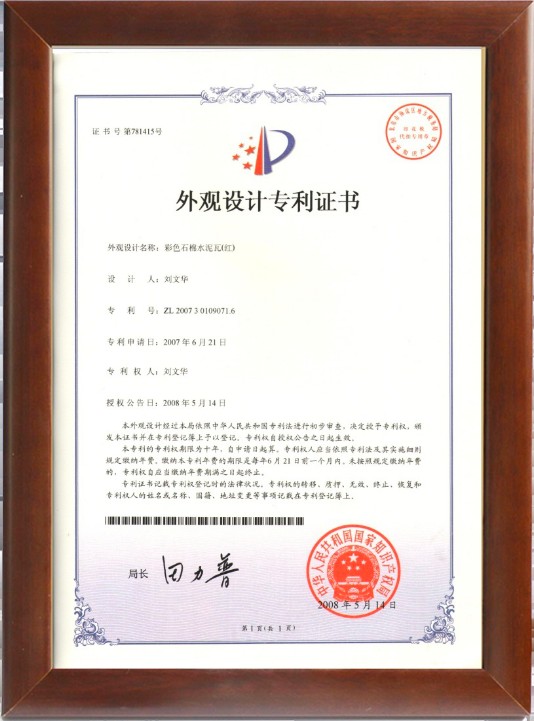 证书号第781415号
印花税
代扣专用章
外观设计专利证书
外观设计名称：彩色石棉水泥瓦(红)
设 计 人：刘文华
专 利 号：ZL 2007 3 0109071.6
专利申请日：2007年6月21日
专 利 权 人：刘文华
授权公告日：2008年5月14日
本外观设计经过本局依照中华人民共和国专利法进行初步审查，决定授予专利权，颁
发本证书并在专利登记簿上予以登记。专利权自授权公告之日起生效。
本专利的专利权期限为十年，自申请日起算。专利权人应当依照专利法及其实施细则
规定缴纳年费。缴纳本专利年费的期限是每年6月21日前一个月内。未按照规定缴纳年费
的，专利权自应当缴纳年费期满之日起终止。
专利证书记载专利权登记时的法律状况。专利权的转移、质押、无效、终止、恢复和
专利权人的姓名或名称、国籍、地址变更等事项记载在专利登记簿上。
局长 田力普
中华人民共和国国家知识产权局
2008年5月14日
第1页(共1页)